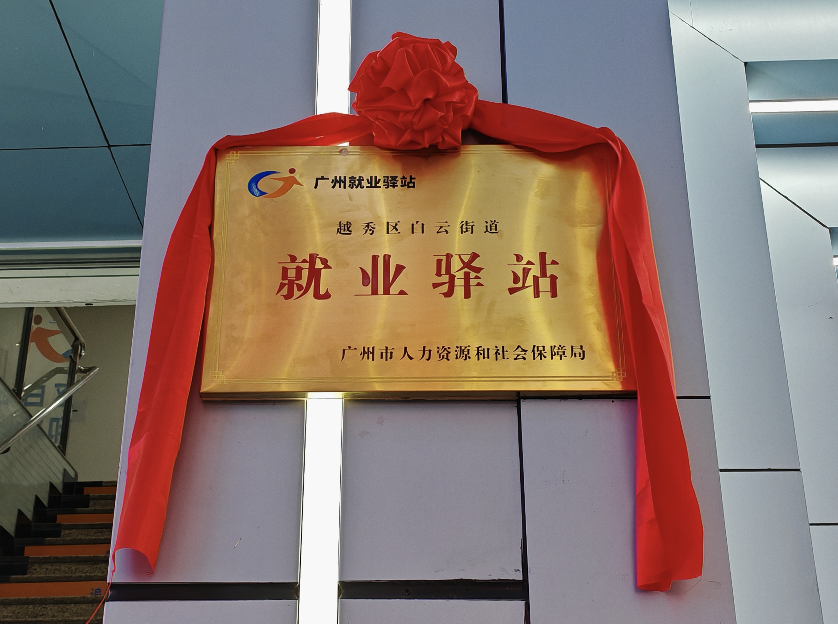 广州就业驿站
越秀区白云街道
就业驿站
广州市人力资源和社会保障局